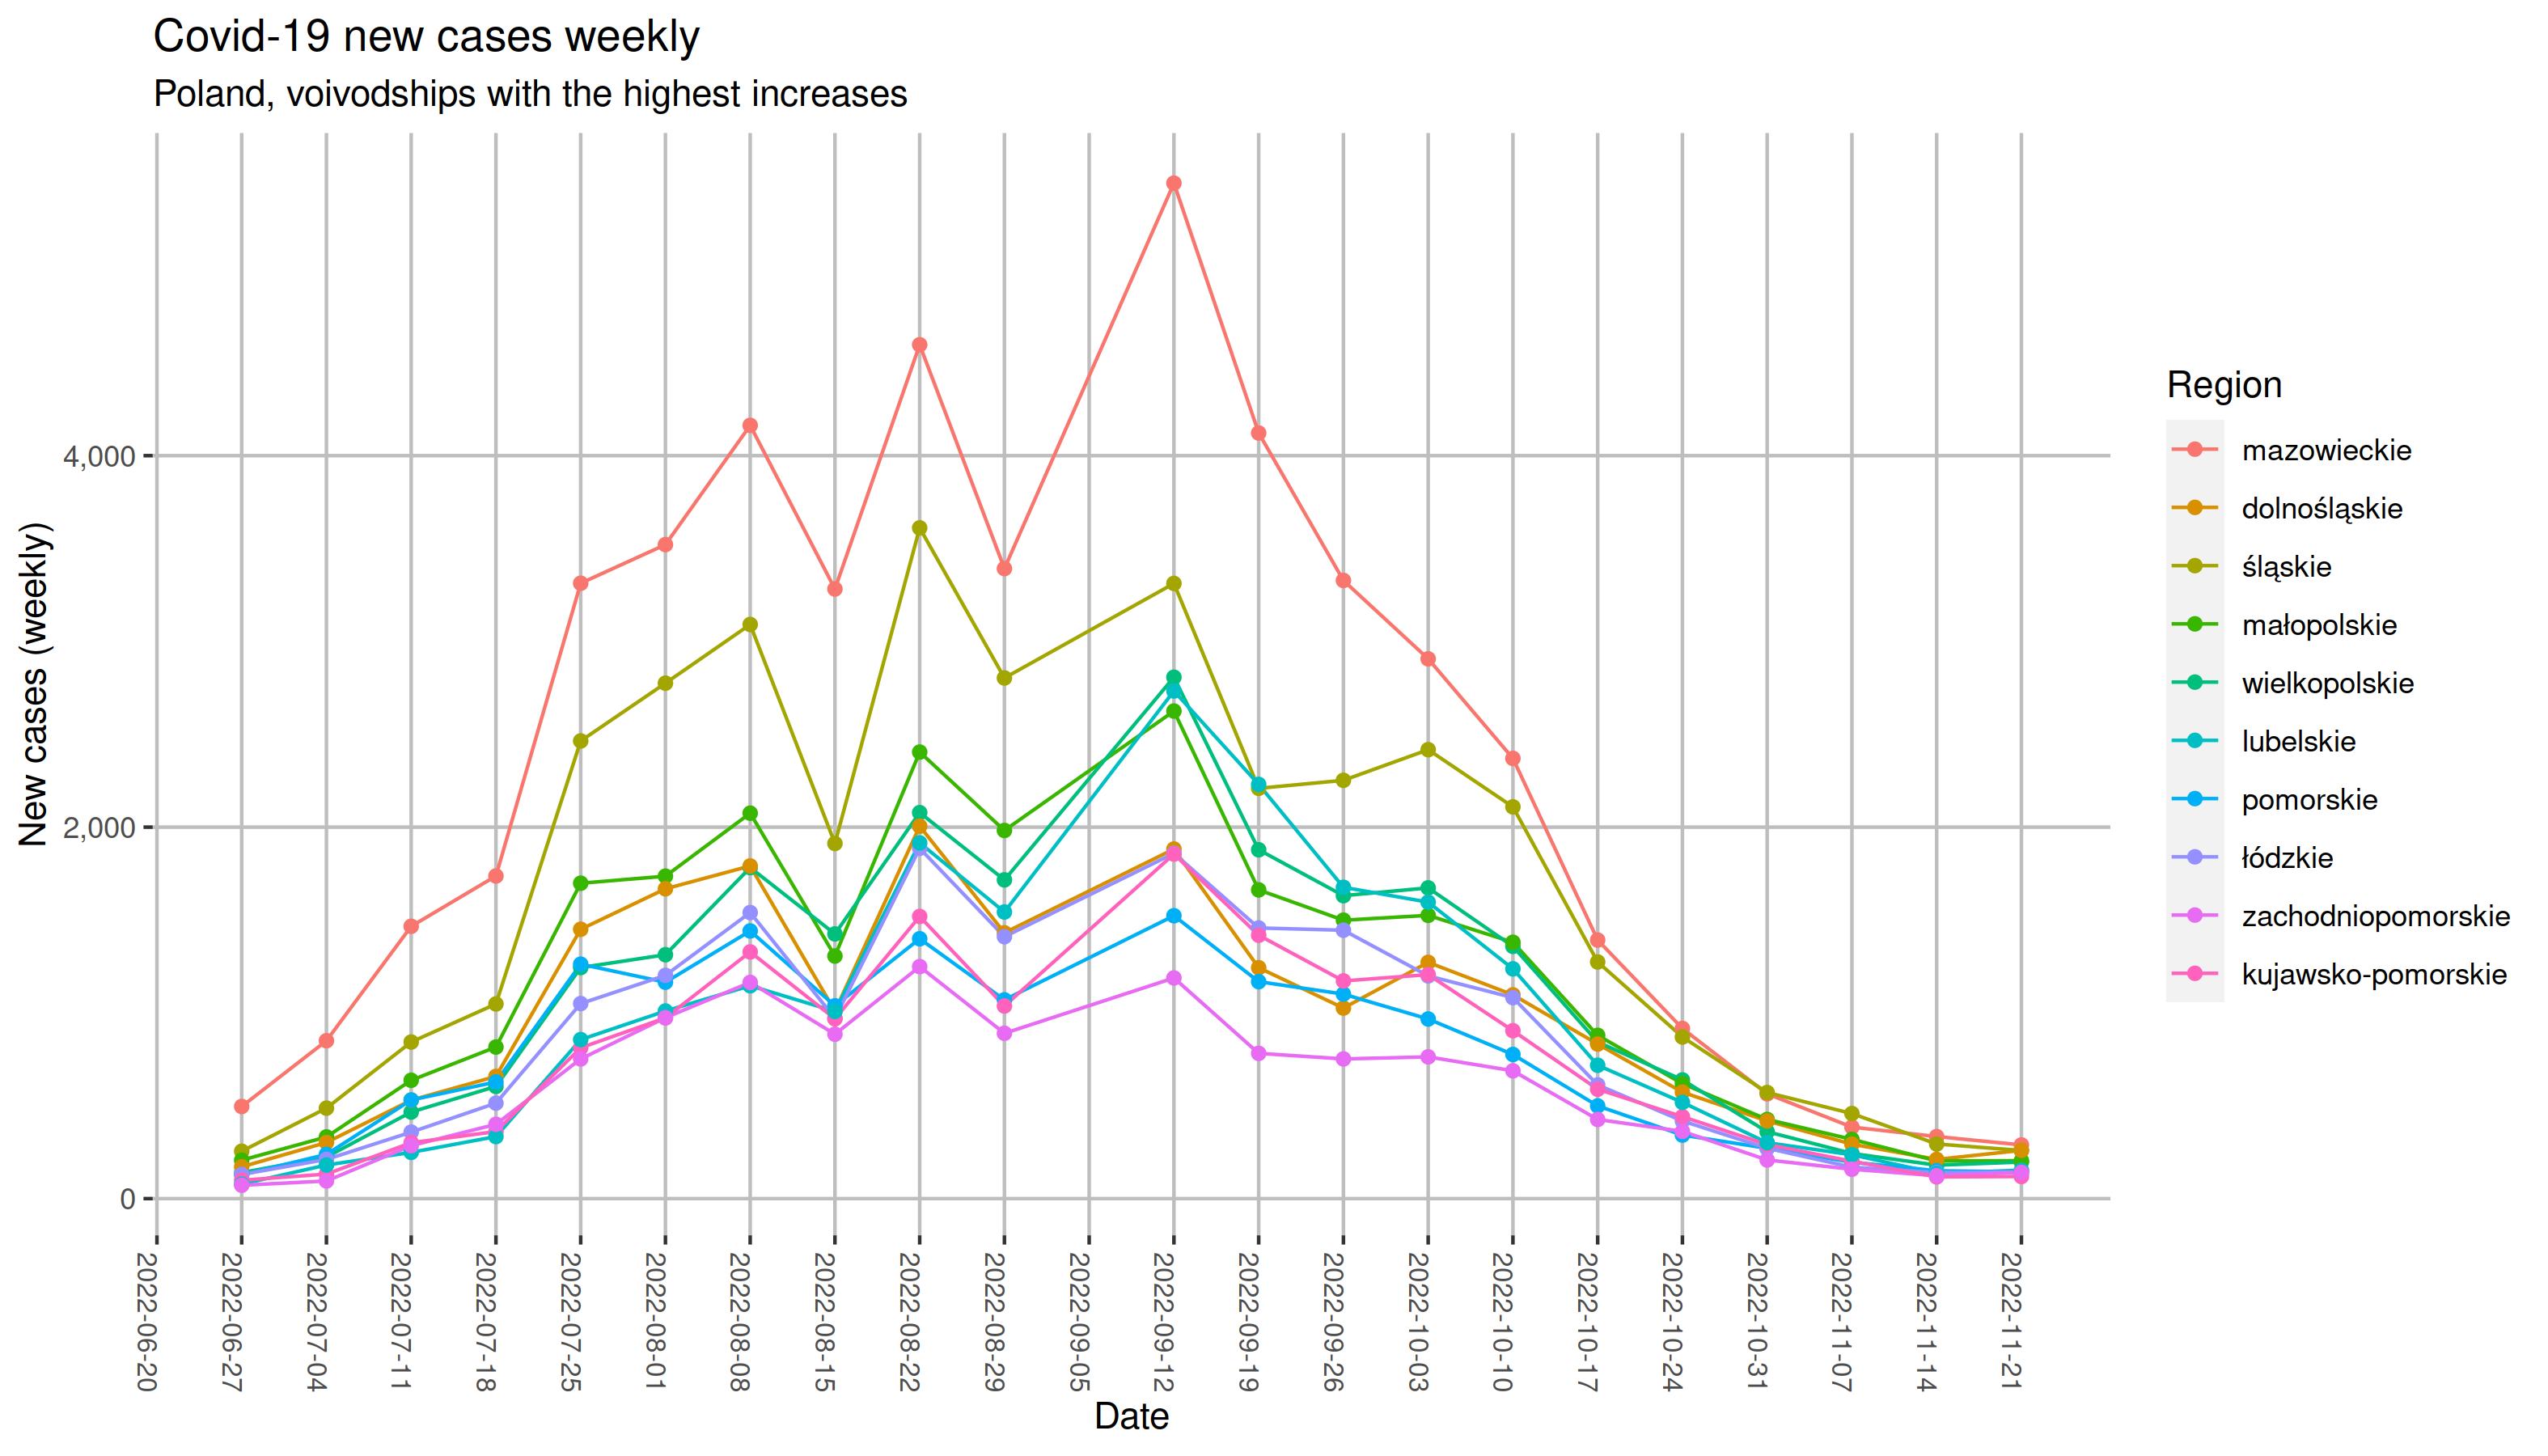 Covid-19 new cases weekly
Poland, voivodships with the highest increases
New cases (weekly)
4,000
2,000
0
2022-06-20
2022-06-27
2022-07-04
2022-07-11
2022-07-18
2022-07-25
2022-08-01
2022-08-08
2022-08-15
2022-08-22
2022-08-29
2022-09-05
2022-09-12
2022-09-19
2022-09-26
2022-10-03
2022-10-10
2022-10-17
2022-10-24
2022-10-31
2022-11-07
2022-11-14
2022-11-21
Date
Region
mazowieckie
dolnośląskie
śląskie
małopolskie
wielkopolskie
lubelskie
pomorskie
łódzkie
zachodniopomorskie
kujawsko-pomorskie